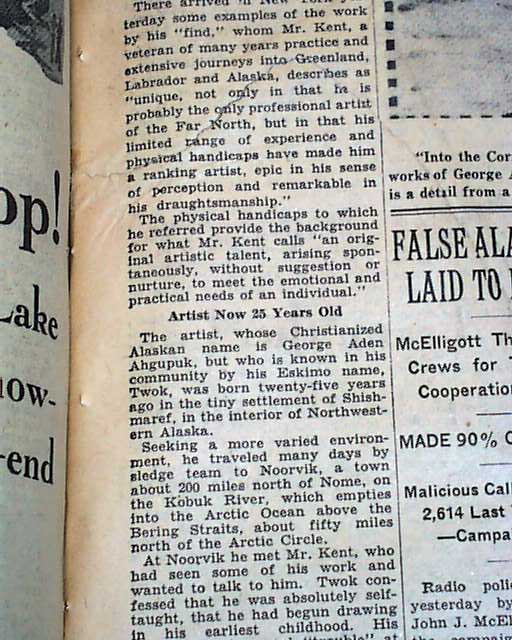 There arrived in New York yes-
terday some examples of the work
by his "find," whom Mr. Kent, a
veteran of many years practice and
extensive journeys into Greenland,
Labrador and Alaska, describes as
"unique, not only in that he is
probably the only professional artist
of the Far North, but in that his
limited range of experience and
physical handicaps have made him
a ranking artist, epic in his sense
of perception and remarkable in
his draughtsmanship."
The physical handicaps to which
he referred provide the background
for what Mr. Kent calls "an orig-
inal artistic talent, arising spon-
taneously, without suggestion or
nurture, to meet the emotional and
practical needs of an individual."
Artist Now 25 Years Old
The artist, whose Christianized
Alaskan name is George Aden
Ahgupuk, but who is known in his
community by his Eskimo name,
Twok, was born twenty-five years
ago in the tiny settlement of Shish-
maref, in the interior of Northwest-
ern Alaska.
Seeking a more varied environ-
ment, he traveled many days by
sledge team to Noorvik, a town
about 200 miles north of Nome, on
the Kobuk River, which empties
into the Arctic Ocean above the
Bering Straits, about fifty miles
north of the Arctic Circle.
At Noorvik he met Mr. Kent, who
had seen some of his work and
wanted to talk to him. Twok con-
fessed that he was absolutely self-
taught, that he had begun drawing
in his earliest childhood. His
op!
Lake
now-
-end
"Into the Cor
works of George A
is a detail from a
FALSE ALA
LAID TO
McElligott Th
Crews for
Cooperatio
MADE 90%
Malicious Cal
2,614 Last
—Campa
Radio poli
yesterday by
John J. McEl